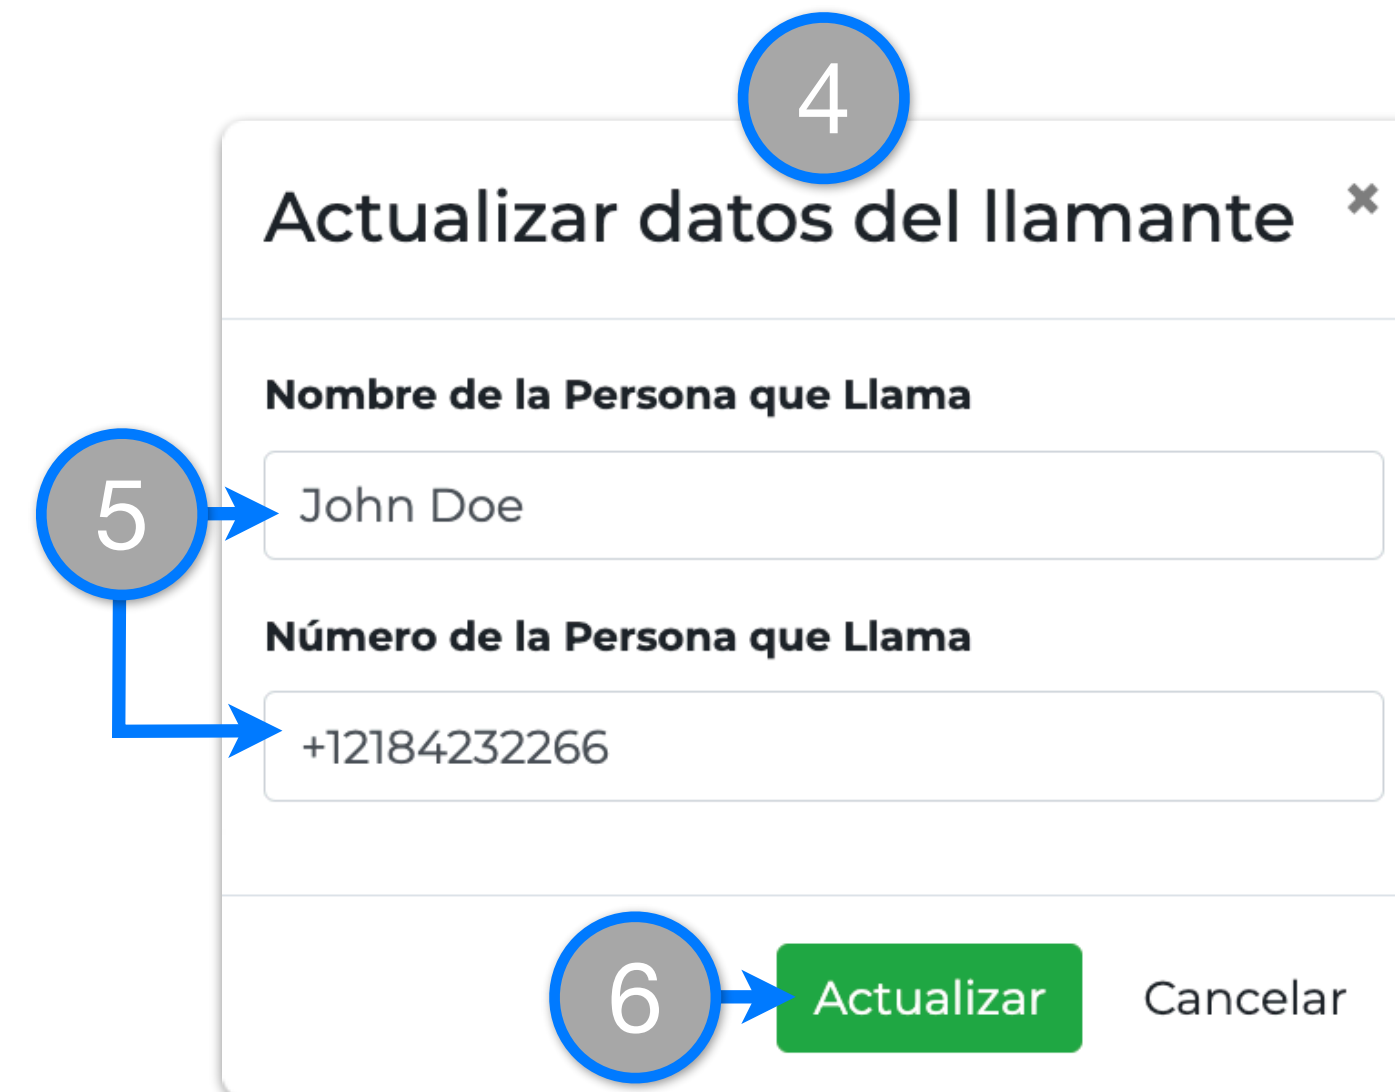 4
Actualizar datos del llamante ✖
Nombre de la Persona que Llama
5
John Doe
Número de la Persona que Llama
+12184232266
6
Actualizar Cancelar